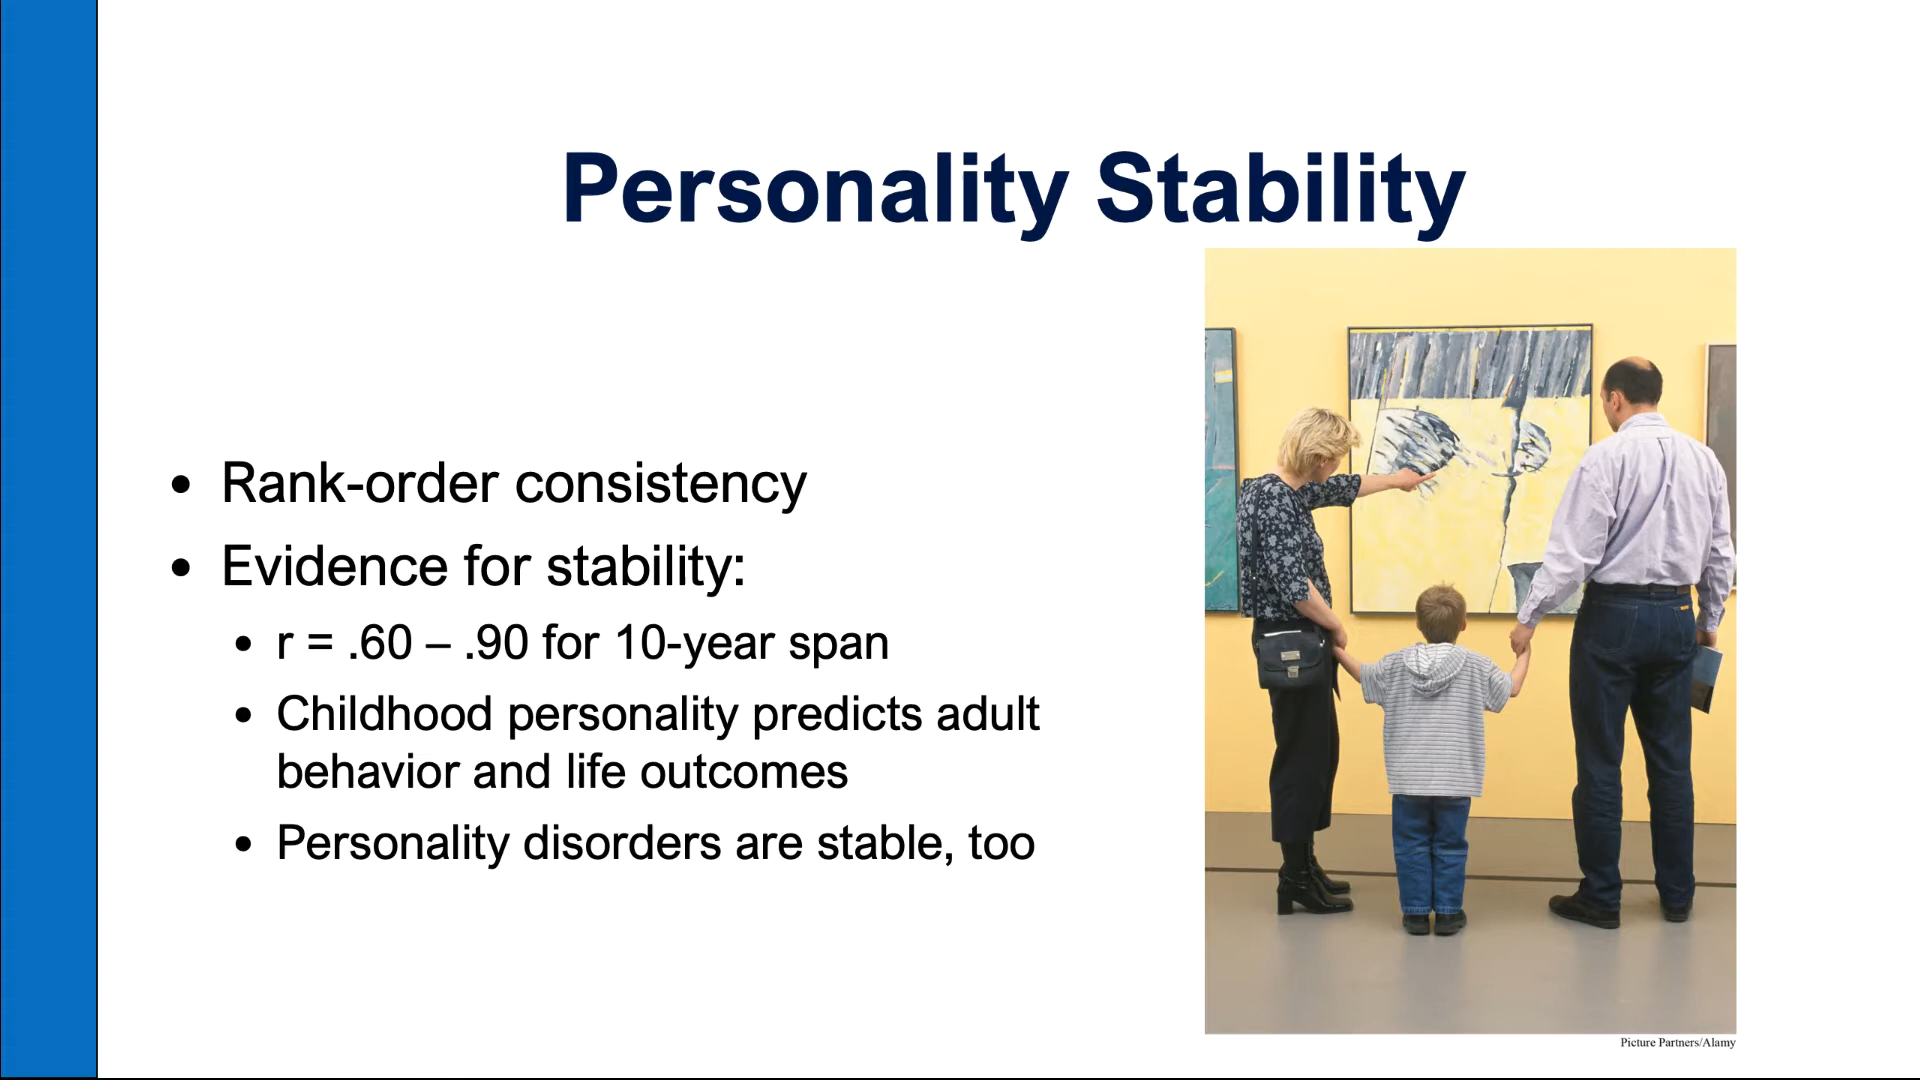 Personality Stability
• Rank-order consistency
• Evidence for stability:
• r = .60 – .90 for 10-year span
• Childhood personality predicts adult
behavior and life outcomes
• Personality disorders are stable, too
Picture Partners/Alamy